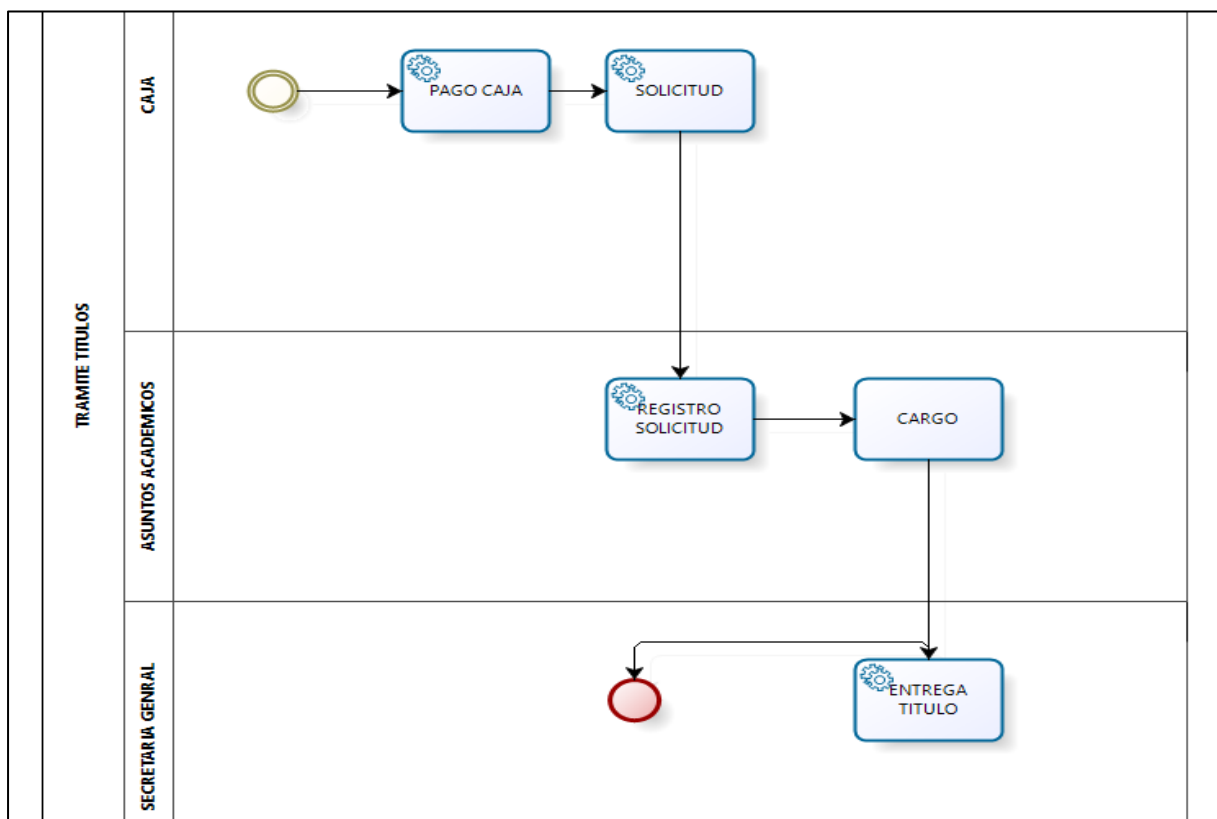 TRAMITE TITULOS
CAJA
PAGO CAJA
SOLICITUD
ASUNTOS ACADEMICOS
REGISTRO
SOLICITUD
CARGO
SECRETARIA GENRAL
ENTREGA
TITULO